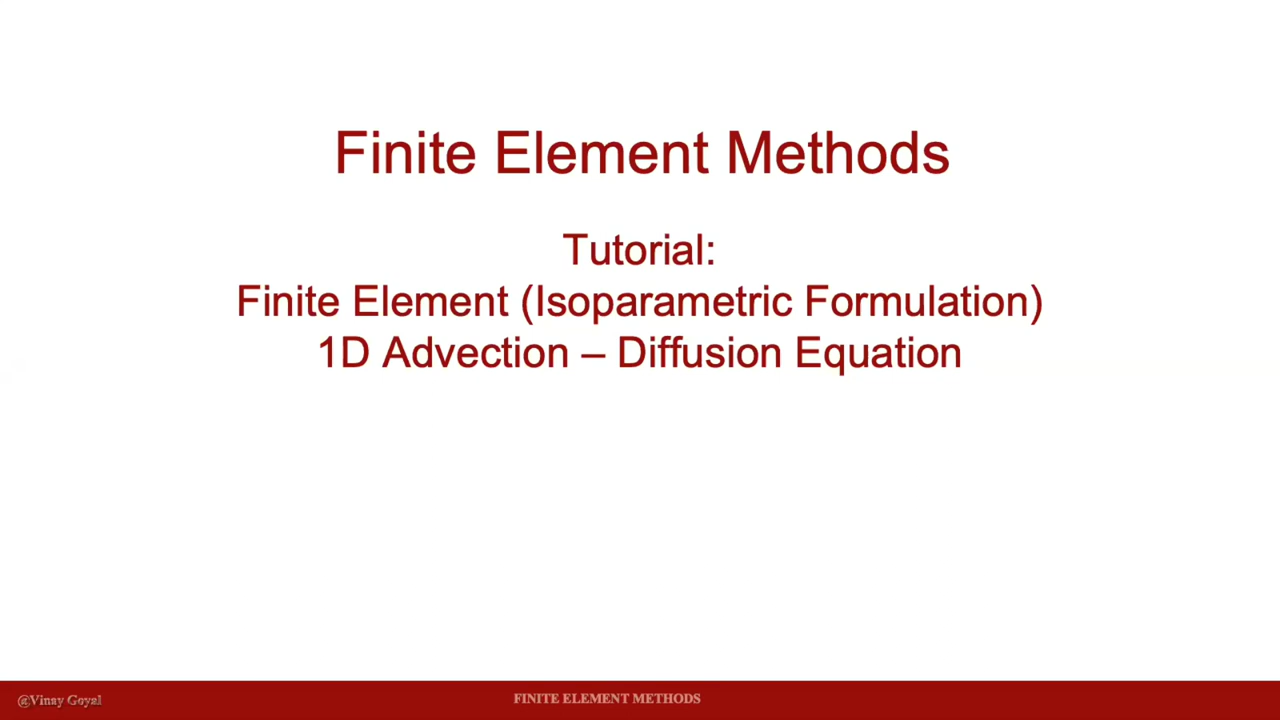 Finite Element Methods
Tutorial:
Finite Element (Isoparametric Formulation)
1D Advection – Diffusion Equation
@Vinay Goyal
FINITE ELEMENT METHODS